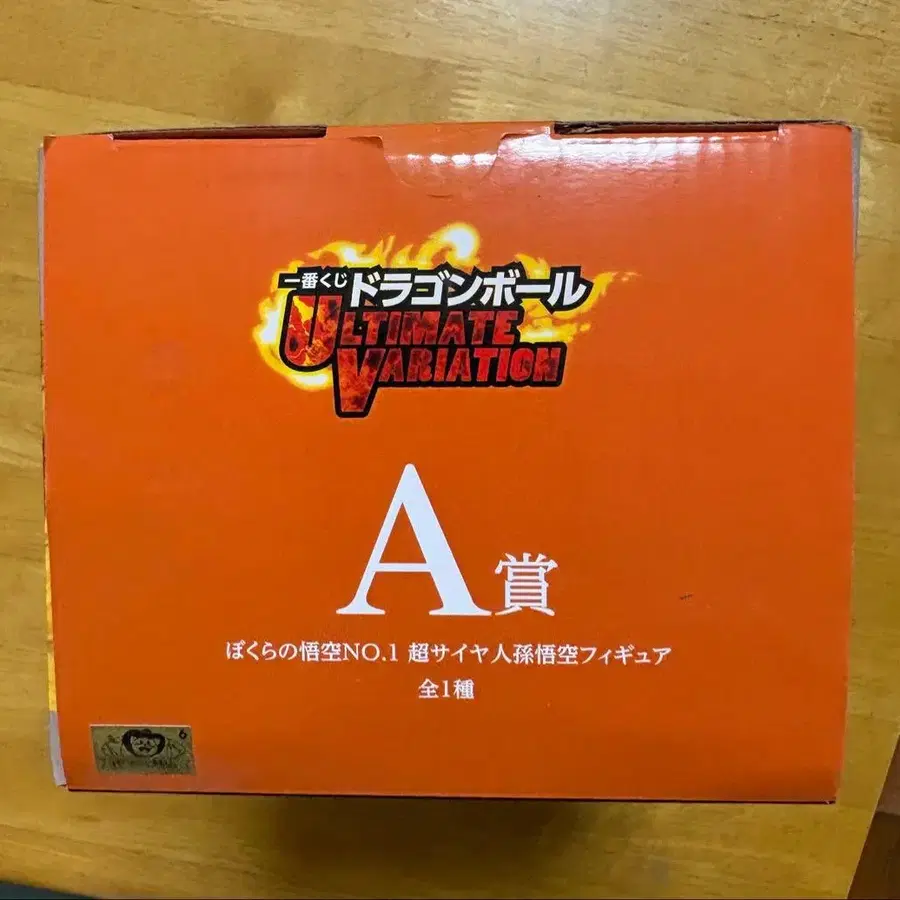 一番くじ ドラゴンボール
ULTIMATE
VARIATION
A賞
ぼくらの悟空NO.1 超サイヤ人孫悟空フィギュア
全1種
6